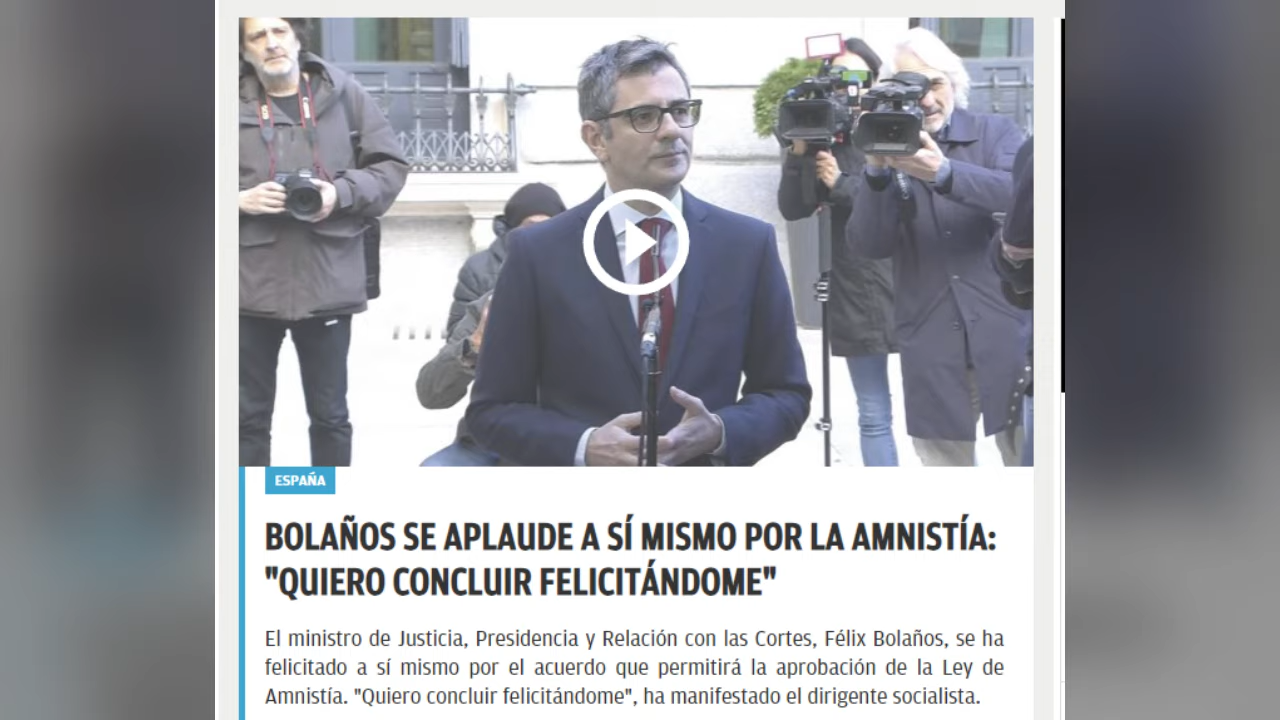 ESPAÑA
BOLAÑOS SE APLAUDE A SÍ MISMO POR LA AMNISTÍA:
"QUIERO CONCLUIR FELICITÁNDOME"
El ministro de Justicia, Presidencia y Relación con las Cortes, Félix Bolaños, se ha
felicitado a sí mismo por el acuerdo que permitirá la aprobación de la Ley de
Amnistía. "Quiero concluir felicitándome", ha manifestado el dirigente socialista.